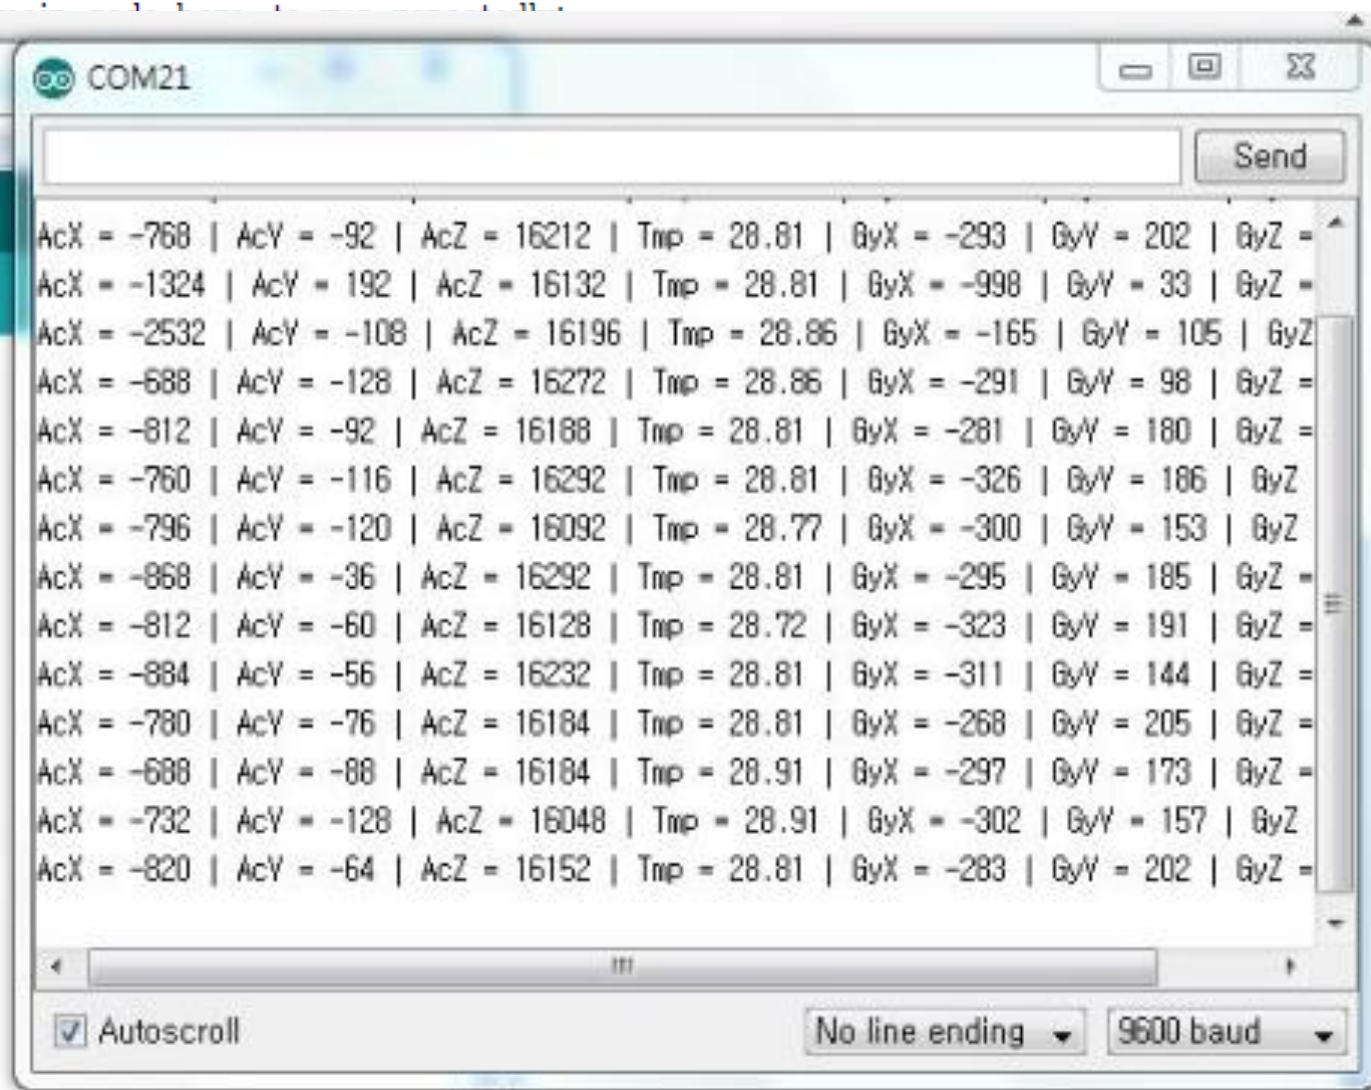 COM21
Send
AcX = -768 | AcY = -92 | AcZ = 16212 | Tmp = 28.81 | GyX = -293 | GyY = 202 | GyZ =
AcX = -1324 | AcY = 192 | AcZ = 16132 | Tmp = 28.81 | GyX = -998 | GyY = 33 | GyZ =
AcX = -2532 | AcY = -108 | AcZ = 16196 | Tmp = 28.86 | GyX = -165 | GyY = 105 | GyZ
AcX = -688 | AcY = -128 | AcZ = 16272 | Tmp = 28.86 | GyX = -291 | GyY = 98 | GyZ =
AcX = -812 | AcY = -92 | AcZ = 16188 | Tmp = 28.81 | GyX = -281 | GyY = 180 | GyZ =
AcX = -760 | AcY = -116 | AcZ = 16292 | Tmp = 28.81 | GyX = -326 | GyY = 186 | GyZ
AcX = -796 | AcY = -120 | AcZ = 16092 | Tmp = 28.77 | GyX = -300 | GyY = 153 | GyZ
AcX = -868 | AcY = -36 | AcZ = 16292 | Tmp = 28.81 | GyX = -295 | GyY = 185 | GyZ =
AcX = -812 | AcY = -60 | AcZ = 16128 | Tmp = 28.72 | GyX = -323 | GyY = 191 | GyZ =
AcX = -884 | AcY = -56 | AcZ = 16232 | Tmp = 28.81 | GyX = -311 | GyY = 144 | GyZ =
AcX = -780 | AcY = -76 | AcZ = 16184 | Tmp = 28.81 | GyX = -268 | GyY = 205 | GyZ =
AcX = -688 | AcY = -88 | AcZ = 16184 | Tmp = 28.91 | GyX = -297 | GyY = 173 | GyZ =
AcX = -732 | AcY = -128 | AcZ = 16048 | Tmp = 28.91 | GyX = -302 | GyY = 157 | GyZ
AcX = -820 | AcY = -64 | AcZ = 16152 | Tmp = 28.81 | GyX = -283 | GyY = 202 | GyZ =
Autoscroll
No line ending
9600 baud